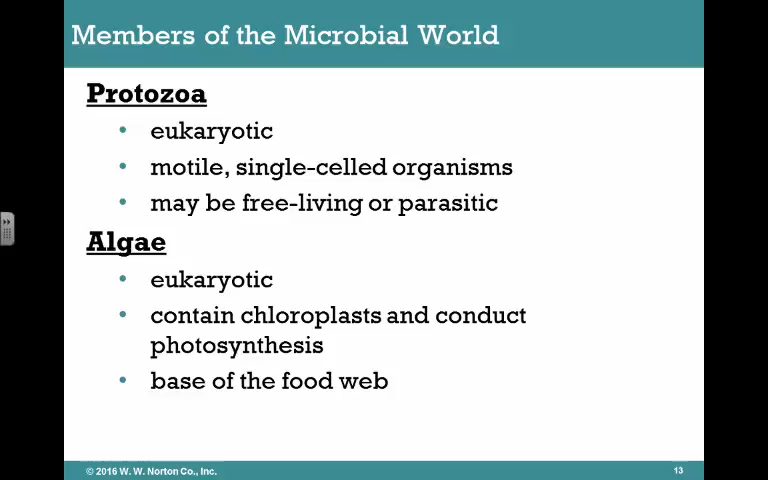 Members of the Microbial World
Protozoa
• eukaryotic
• motile, single-celled organisms
• may be free-living or parasitic
Algae
• eukaryotic
• contain chloroplasts and conduct
photosynthesis
• base of the food web
© 2016 W. W. Norton Co., Inc.
13